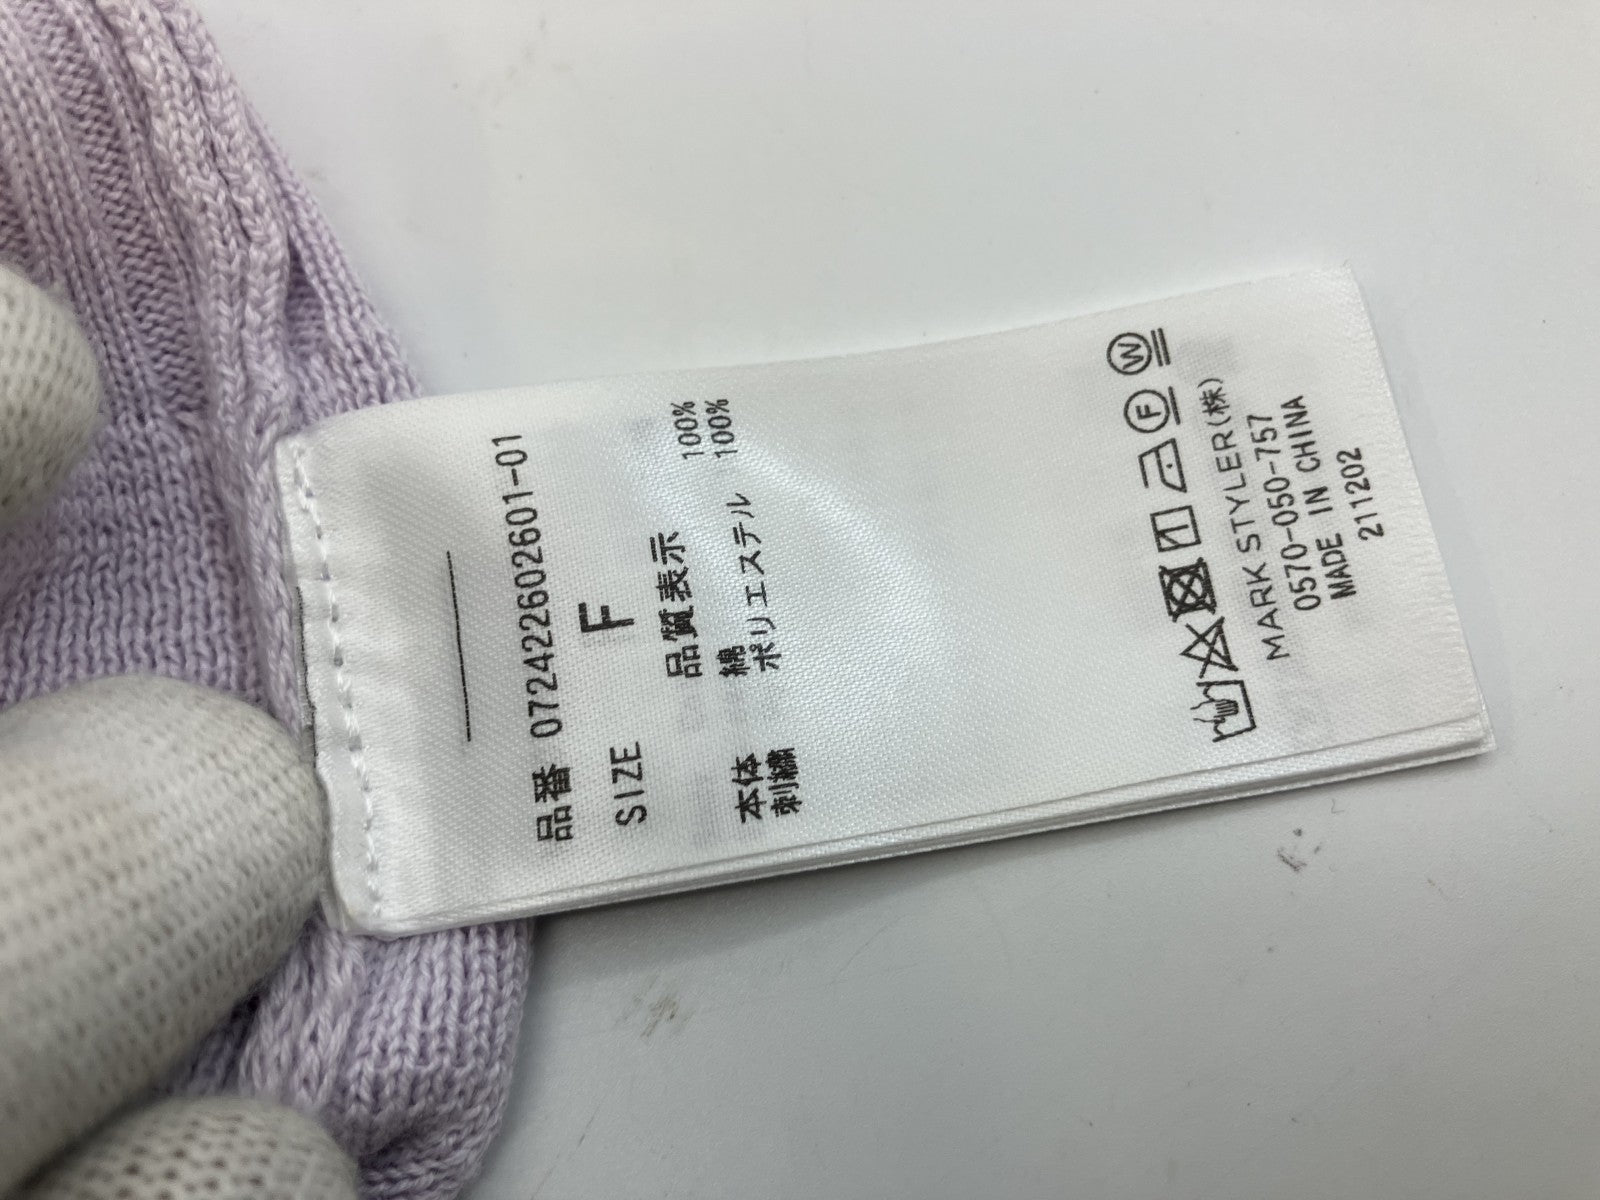 品番 072422602601-01
SIZE F
品質表示
本体 綿 100%
刺繍 ポリエステル 100%
F W
MARK STYLER(株)
0570-050-757
MADE IN CHINA
211202